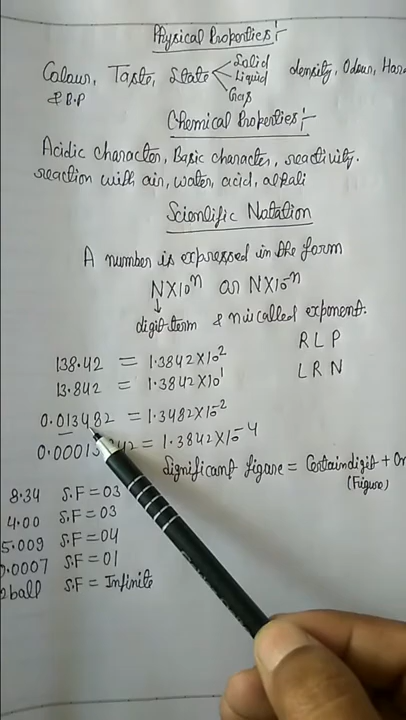 Physical Properties:-
Colour, Taste, State Solid Liquid Gas density, Odour, Har
& B.P
Chemical Properties:-
Acidic character, Basic character, reactivity.
reaction with air, water, acid, alkali
Scientific Notation
A number is expressed in the form
N×10ⁿ or N×10⁻ⁿ
digit term & n is called exponent.
R L P
138.42 = 1.3842×10²
L R N
13.842 = 1.3842×10¹
0.013482 = 1.3482×10⁻²
= 1.3842×10⁻⁴
Significant figure = Certain digit +
(Figure)
8.34 S.F = 03
4.00 S.F = 03
5.009 S.F = 04
0.0007 S.F = 01
ball S.F = Infinite